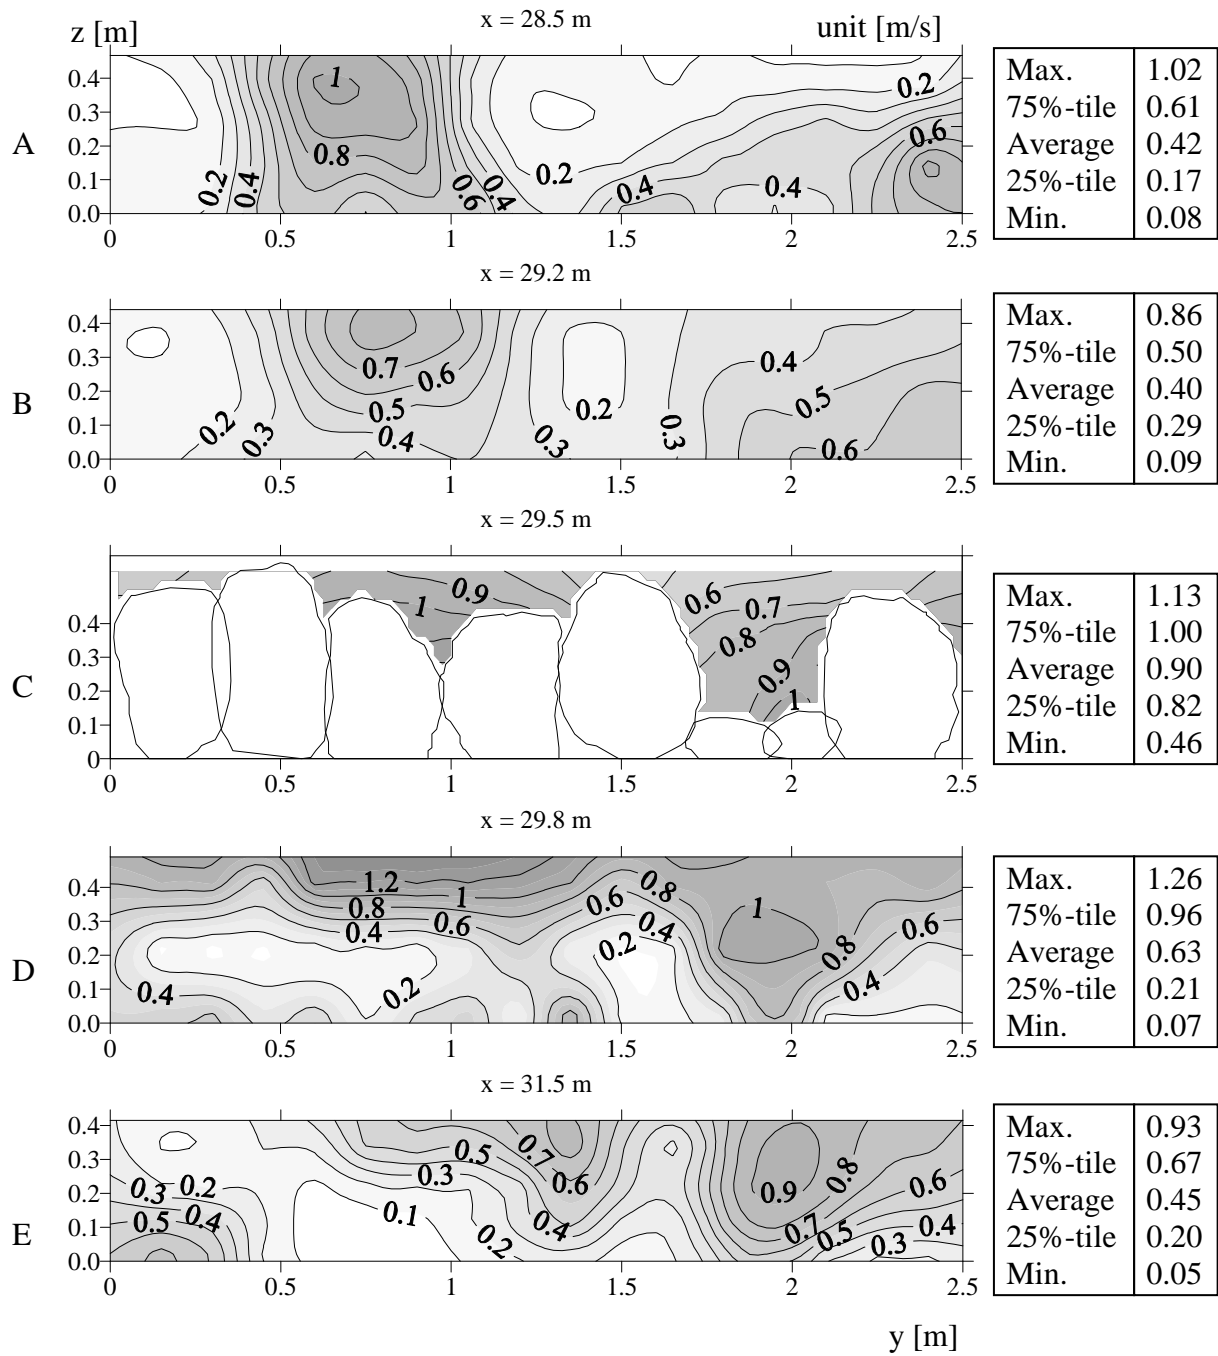 z [m] x = 28.5 m unit [m/s]
A
0.4
0.3
0.2
0.1
0.0
0 0.5 1 1.5 2 2.5
1 0.8 0.2 0.4 0.6 0.4 0.2 0.4 0.4 0.2 0.6
Max. 1.02
75%-tile 0.61
Average 0.42
25%-tile 0.17
Min. 0.08
x = 29.2 m
B
0.4
0.3
0.2
0.1
0.0
0 0.5 1 1.5 2 2.5
0.2 0.3 0.7 0.6 0.5 0.4 0.3 0.2 0.3 0.4 0.5 0.6
Max. 0.86
75%-tile 0.50
Average 0.40
25%-tile 0.29
Min. 0.09
x = 29.5 m
C
0.4
0.3
0.2
0.1
0
0 0.5 1 1.5 2 2.5
0.9 1 0.6 0.7 0.8 0.9 1
Max. 1.13
75%-tile 1.00
Average 0.90
25%-tile 0.82
Min. 0.46
x = 29.8 m
D
0.4
0.3
0.2
0.1
0.0
0 0.5 1 1.5 2 2.5
1.2 1 0.8 0.6 0.4 0.4 0.2 0.6 0.8 0.4 0.2 1 0.8 0.6 0.4
Max. 1.26
75%-tile 0.96
Average 0.63
25%-tile 0.21
Min. 0.07
x = 31.5 m
E
0.4
0.3
0.2
0.1
0.0
0 0.5 1 1.5 2 2.5
0.3 0.2 0.5 0.4 0.5 0.3 0.1 0.2 0.7 0.6 0.4 0.9 0.8 0.7 0.5 0.6 0.4 0.3
Max. 0.93
75%-tile 0.67
Average 0.45
25%-tile 0.20
Min. 0.05
y [m]